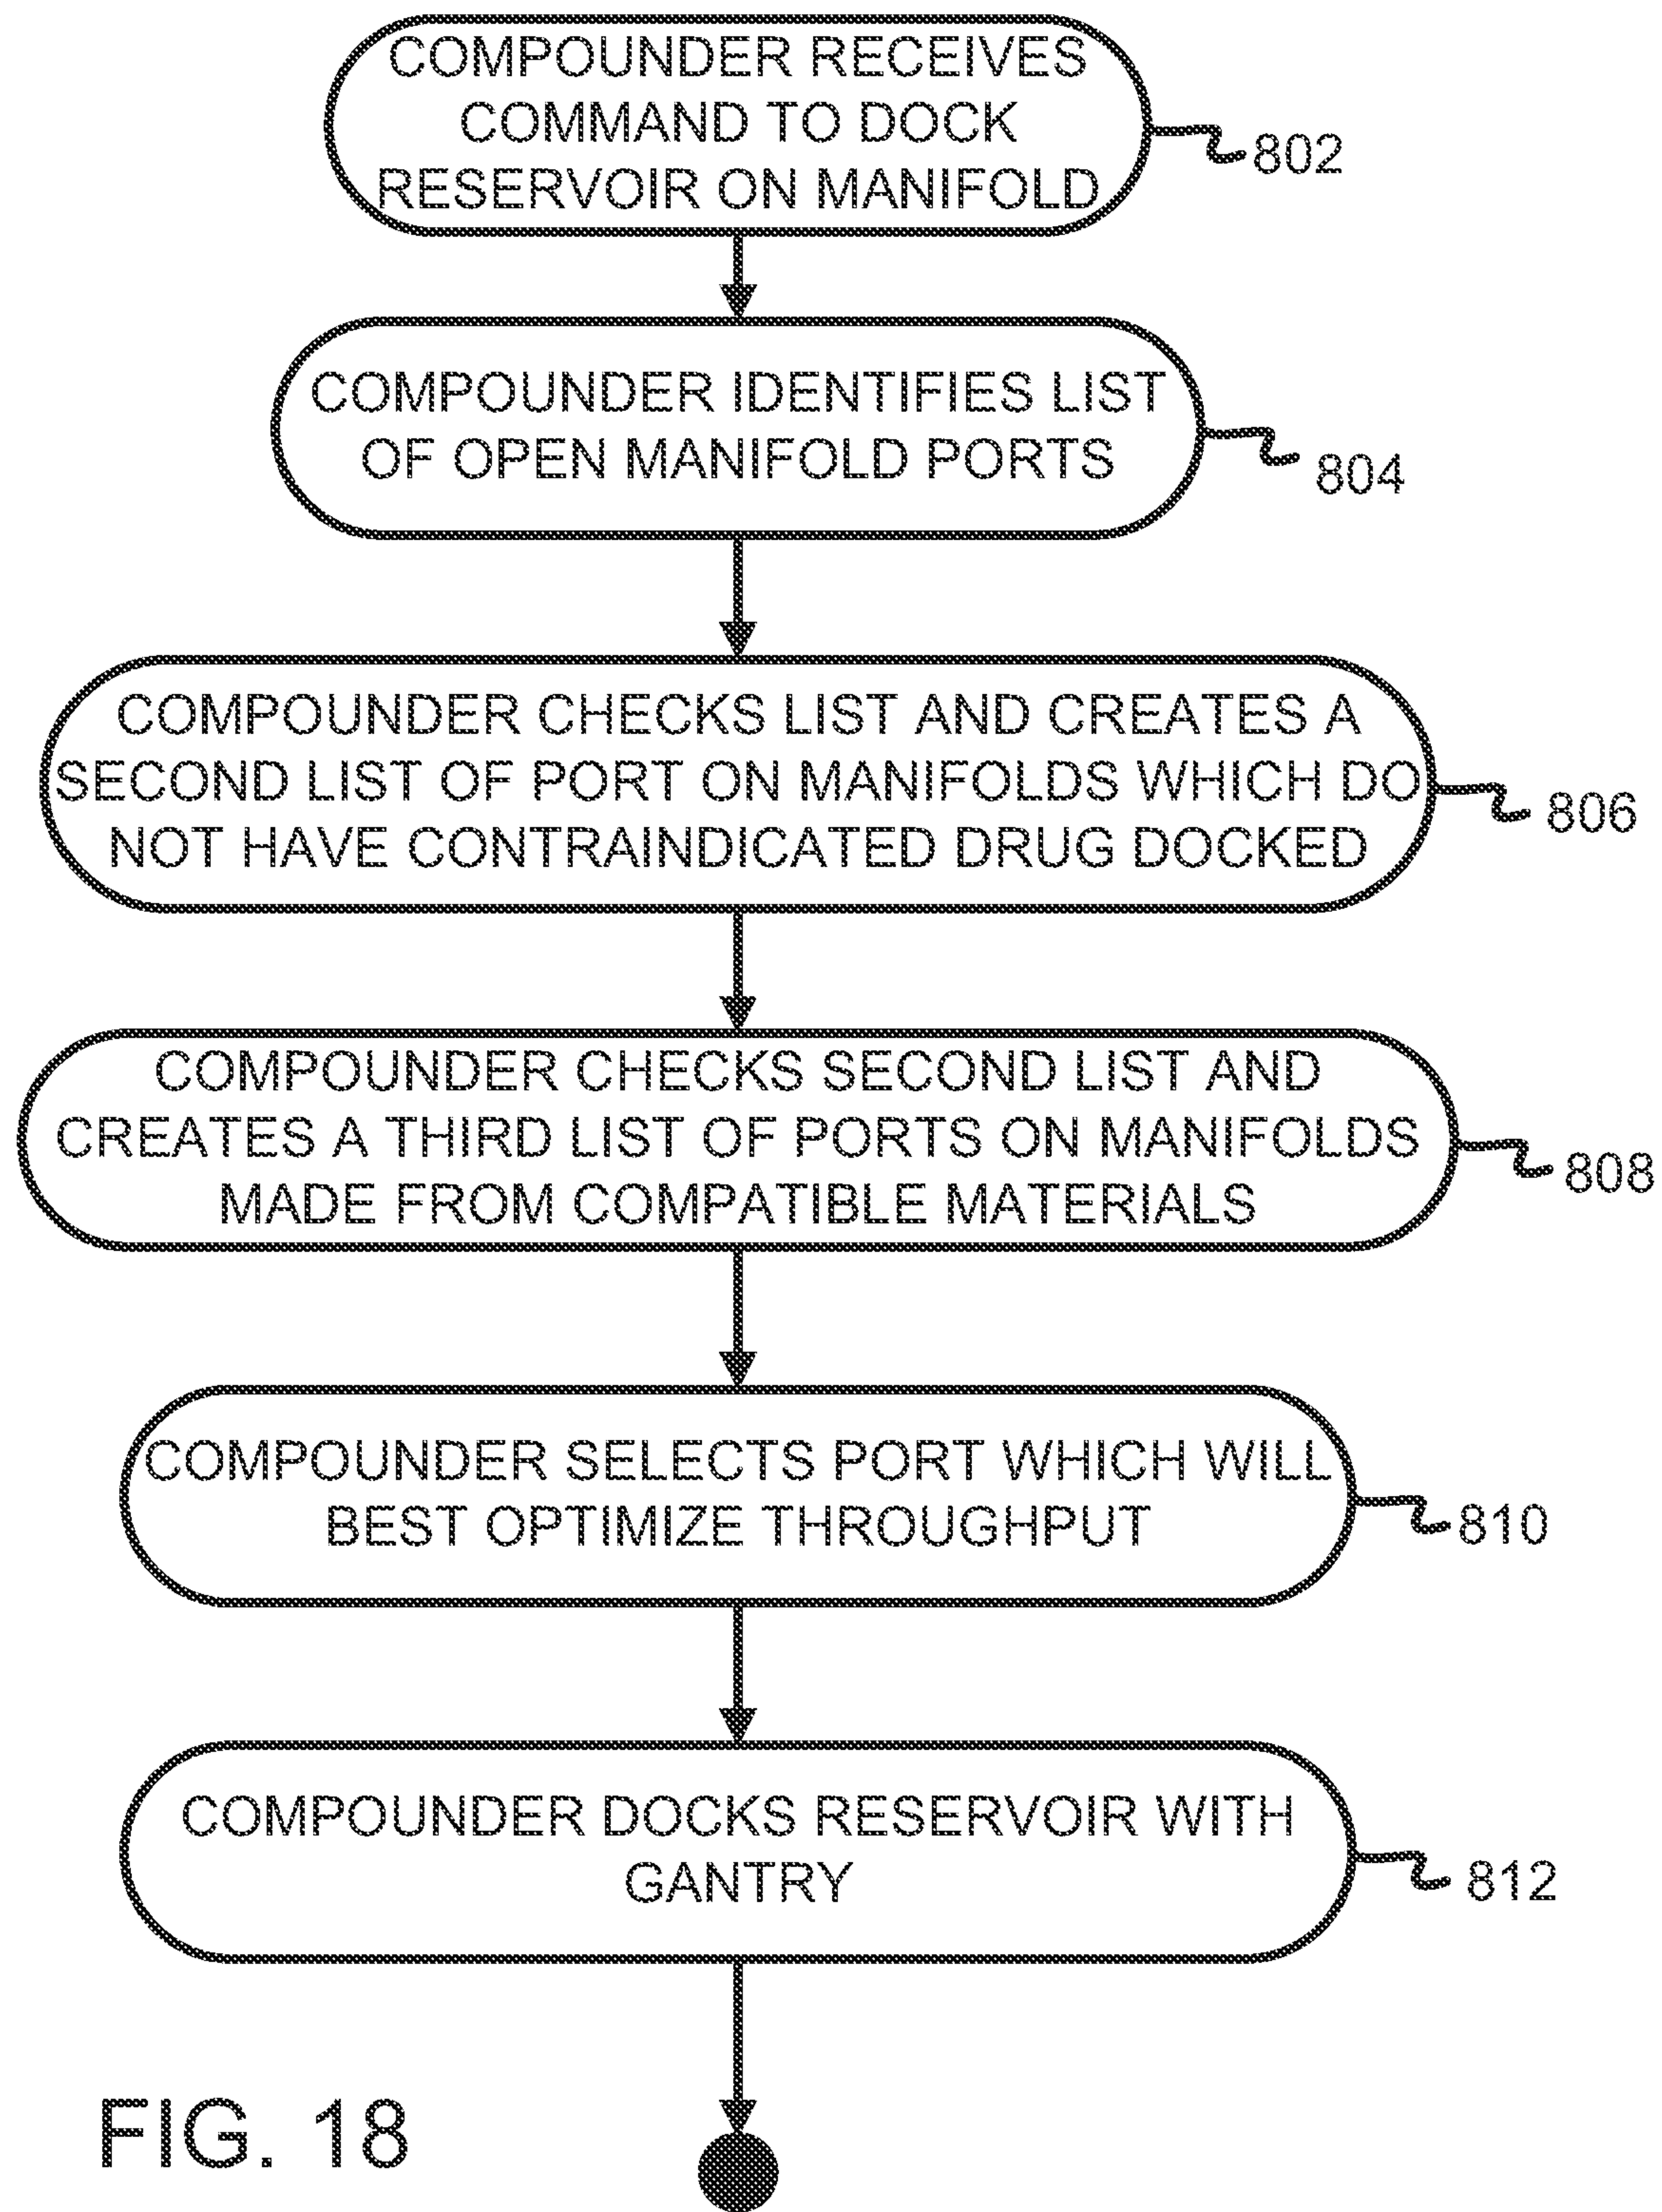 COMPOUNDER RECEIVES
COMMAND TO DOCK
RESERVOIR ON MANIFOLD
802
COMPOUNDER IDENTIFIES LIST
OF OPEN MANIFOLD PORTS
804
COMPOUNDER CHECKS LIST AND CREATES A
SECOND LIST OF PORT ON MANIFOLDS WHICH DO
NOT HAVE CONTRAINDICATED DRUG DOCKED
806
COMPOUNDER CHECKS SECOND LIST AND
CREATES A THIRD LIST OF PORTS ON MANIFOLDS
MADE FROM COMPATIBLE MATERIALS
808
COMPOUNDER SELECTS PORT WHICH WILL
BEST OPTIMIZE THROUGHPUT
810
COMPOUNDER DOCKS RESERVOIR WITH
GANTRY
812
FIG. 18